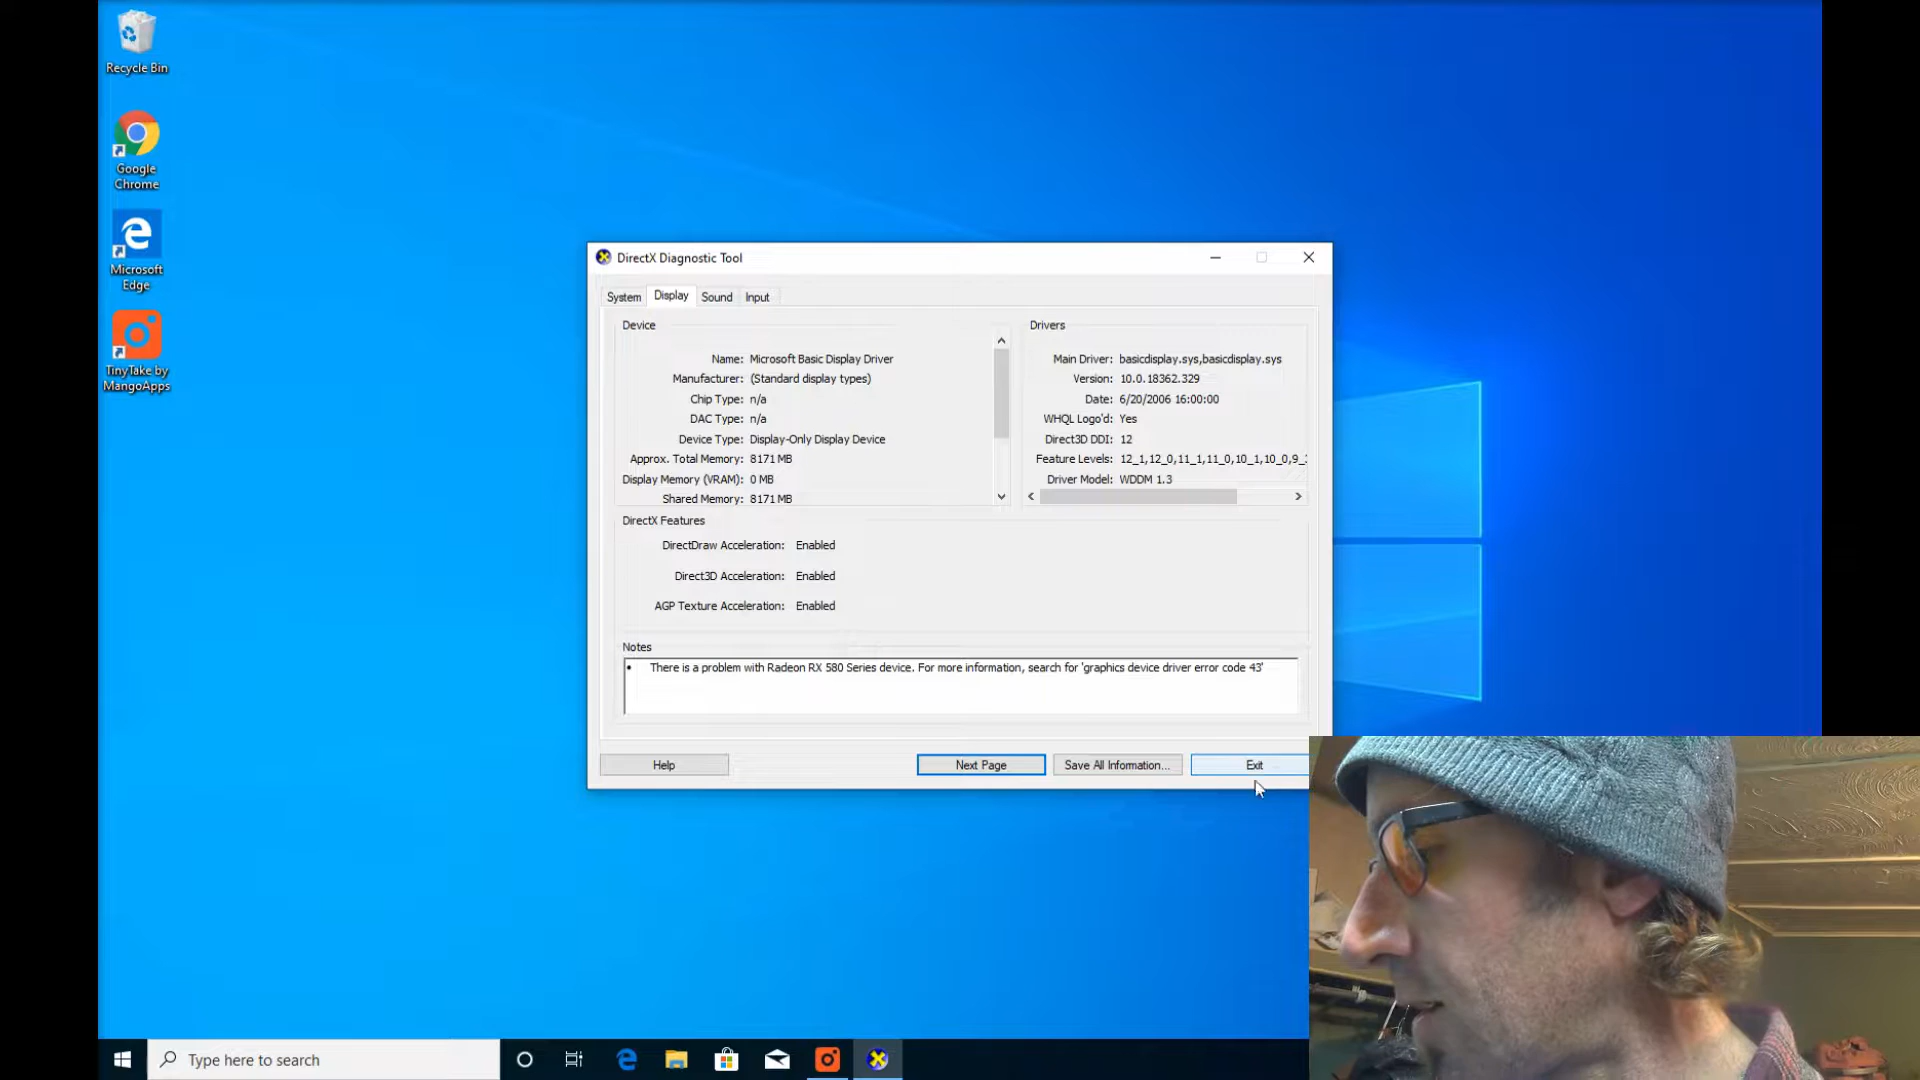 Recycle Bin
Google
Chrome
Microsoft
Edge
TinyTake by
MangoApps
DirectX Diagnostic Tool
System
Display
Sound
Input
Device
Name: Microsoft Basic Display Driver
Manufacturer: (Standard display types)
Chip Type: n/a
DAC Type: n/a
Device Type: Display-Only Display Device
Approx. Total Memory: 8171 MB
Display Memory (VRAM): 0 MB
Shared Memory: 8171 MB
Drivers
Main Driver: basicdisplay.sys,basicdisplay.sys
Version: 10.0.18362.329
Date: 6/20/2006 16:00:00
WHQL Logo'd: Yes
Direct3D DDI: 12
Feature Levels: 12_1,12_0,11_1,11_0,10_1,10_0,9_
Driver Model: WDDM 1.3
DirectX Features
DirectDraw Acceleration: Enabled
Direct3D Acceleration: Enabled
AGP Texture Acceleration: Enabled
Notes
• There is a problem with Radeon RX 580 Series device. For more information, search for 'graphics device driver error code 43'
Help
Next Page
Save All Information...
Exit
Type here to search